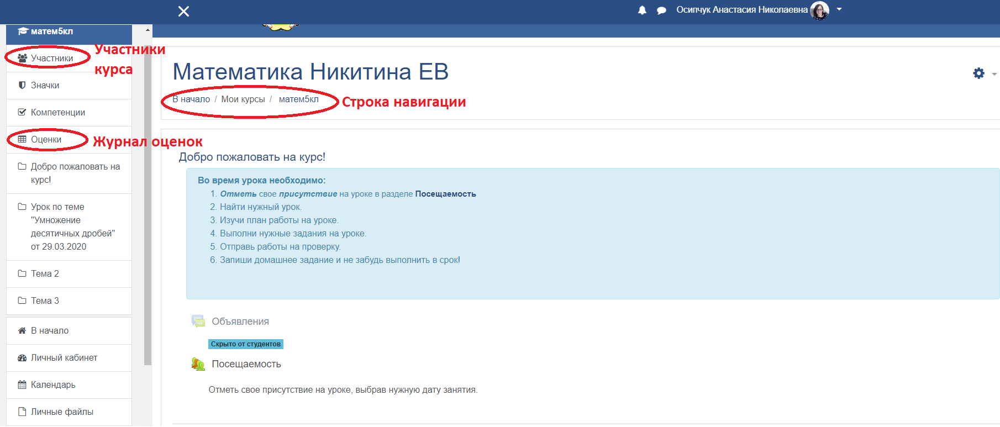 Осипчук Анастасия Николаевна
матем5кл
Участники
Участники
курса
Значки
Компетенции
Оценки
Журнал оценок
Добро пожаловать на
курс!
Урок по теме
"Умножение
десятичных дробей"
от 29.03.2020
Тема 2
Тема 3
В начало
Личный кабинет
Календарь
Личные файлы
Математика Никитина ЕВ
В начало / Мои курсы / матем5кл
Строка навигации
Добро пожаловать на курс!
Во время урока необходимо:
1. Отметь свое присутствие на уроке в разделе Посещаемость
2. Найти нужный урок.
3. Изучи план работы на уроке.
4. Выполни нужные задания на уроке.
5. Отправь работы на проверку.
6. Запиши домашнее задание и не забудь выполнить в срок!
Объявления
Скрыто от студентов
Посещаемость
Отметь свое присутствие на уроке, выбрав нужную дату занятия.